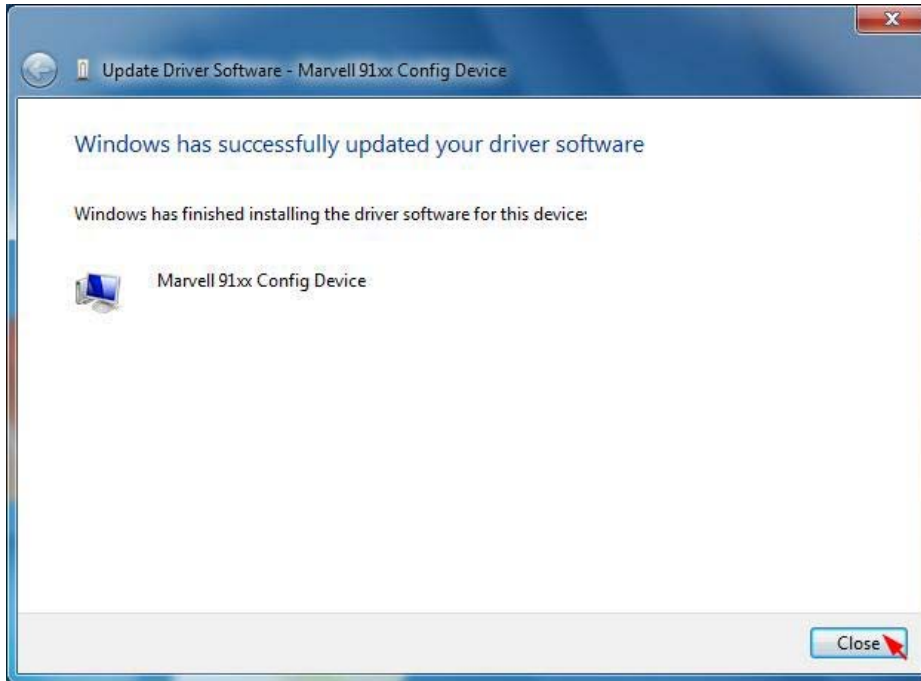 Update Driver Software - Marvell 91xx Config Device
Windows has successfully updated your driver software
Windows has finished installing the driver software for this device:
Marvell 91xx Config Device
Close